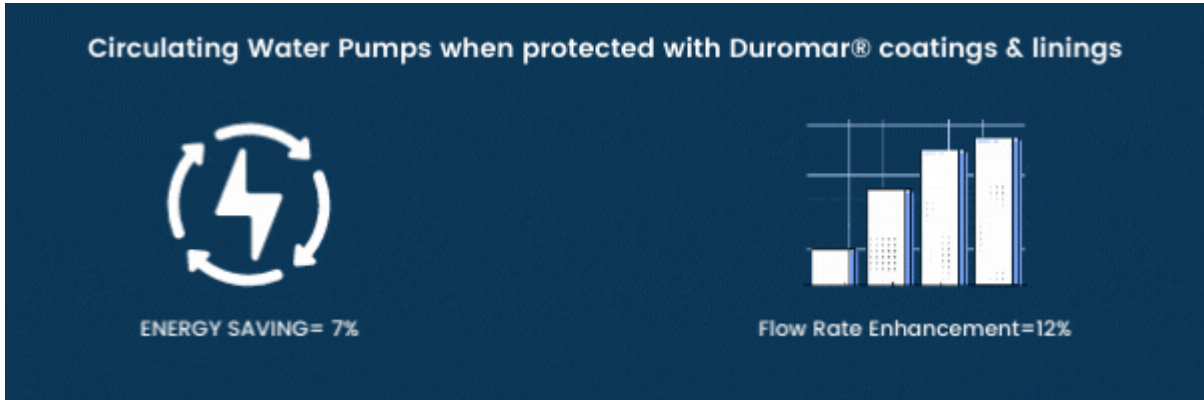 Circulating Water Pumps when protected with Duromar® coatings & linings
ENERGY SAVING= 7%
Flow Rate Enhancement=12%